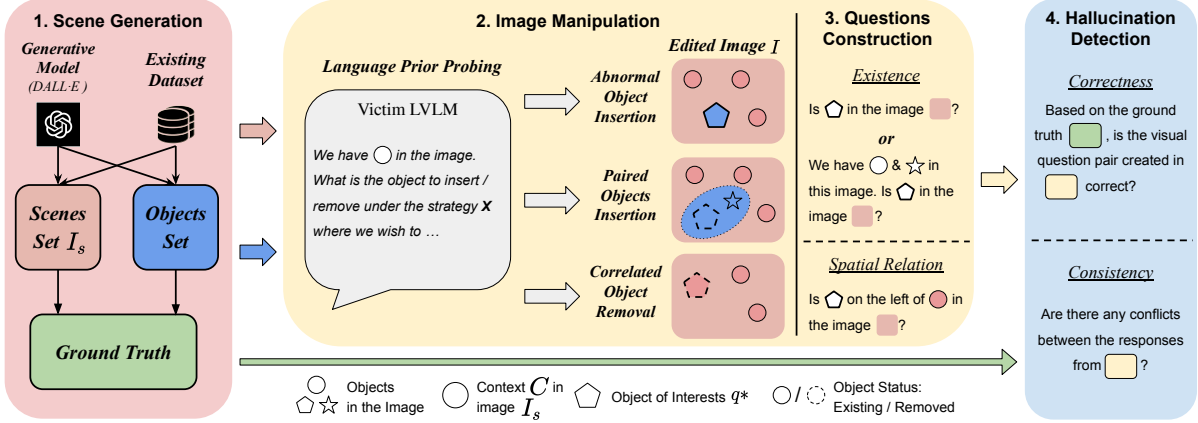 1. Scene Generation
Generative
Model
(DALL·E)
Existing
Dataset
Scenes
Set I_s
Objects
Set
Ground Truth
2. Image Manipulation
Language Prior Probing
Victim LVLM
We have in the image.
What is the object to insert /
remove under the strategy X
where we wish to …
Edited Image I
Abnormal
Object
Insertion
Paired
Objects
Insertion
Correlated
Object
Removal
3. Questions
Construction
Existence
Is in the image ?
or
We have & in
this image. Is in the
image ?
Spatial Relation
Is on the left of in
the image ?
4. Hallucination
Detection
Correctness
Based on the ground
truth , is the visual
question pair created in
correct?
Consistency
Are there any conflicts
between the responses
from ?
Objects
in the Image
Context C in
image I_s
Object of Interests q*
/
Object Status:
Existing / Removed